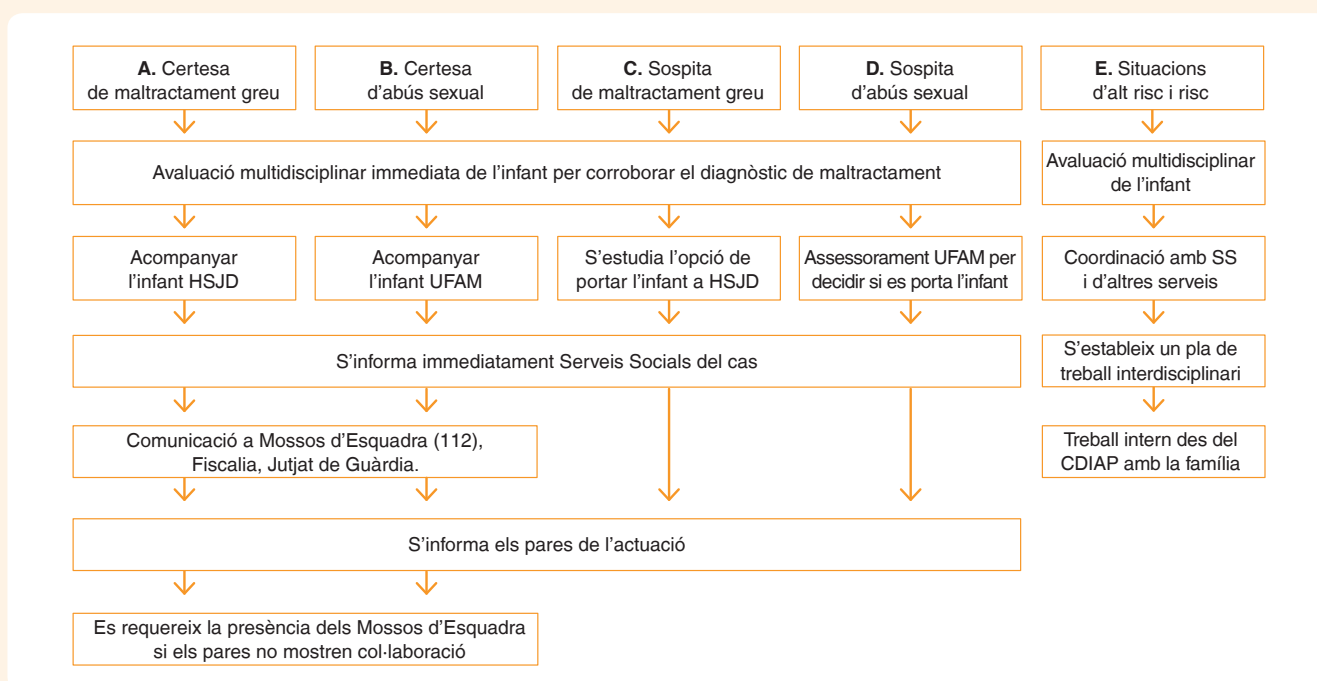 A. Certesa
de maltractament greu
B. Certesa
d'abús sexual
C. Sospita
de maltractament greu
D. Sospita
d'abús sexual
E. Situacions
d'alt risc i risc
Avaluació multidisciplinar immediata de l'infant per corroborar el diagnòstic de maltractament
Avaluació multidisciplinar
de l'infant
Acompanyar
l'infant HSJD
Acompanyar
l'infant UFAM
S'estudia l'opció de
portar l'infant a HSJD
Assessorament UFAM per
decidir si es porta l'infant
Coordinació amb SS
i d'altres serveis
S'informa immediatament Serveis Socials del cas
S'estableix un pla de
treball interdisciplinari
Comunicació a Mossos d'Esquadra (112),
Fiscalia, Jutjat de Guàrdia.
Treball intern des del
CDIAP amb la família
S'informa els pares de l'actuació
Es requereix la presència dels Mossos d'Esquadra
si els pares no mostren col·laboració